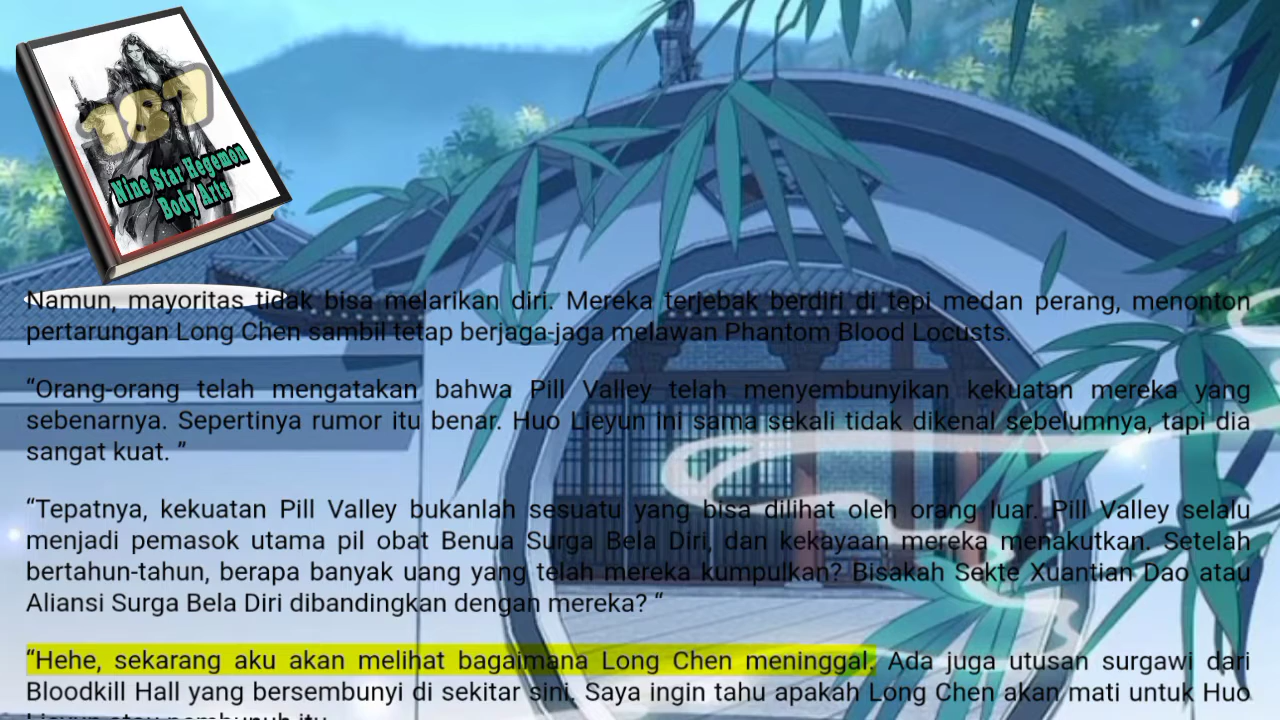 187
Nine Star Hegemon
Body Arts
Namun, mayoritas tidak bisa melarikan diri. Mereka terjebak berdiri di tepi medan perang, menonton
pertarungan Long Chen sambil tetap berjaga-jaga melawan Phantom Blood Locusts.
“Orang-orang telah mengatakan bahwa Pill Valley telah menyembunyikan kekuatan mereka yang
sebenarnya. Sepertinya rumor itu benar. Huo Lieyun ini sama sekali tidak dikenal sebelumnya, tapi dia
sangat kuat. ”
“Tepatnya, kekuatan Pill Valley bukanlah sesuatu yang bisa dilihat oleh orang luar. Pill Valley selalu
menjadi pemasok utama pil obat Benua Surga Bela Diri, dan kekayaan mereka menakutkan. Setelah
bertahun-tahun, berapa banyak uang yang telah mereka kumpulkan? Bisakah Sekte Xuantian Dao atau
Aliansi Surga Bela Diri dibandingkan dengan mereka? “
“Hehe, sekarang aku akan melihat bagaimana Long Chen meninggal. Ada juga utusan surgawi dari
Bloodkill Hall yang bersembunyi di sekitar sini. Saya ingin tahu apakah Long Chen akan mati untuk Huo
Lieyun atau pembunuh itu.